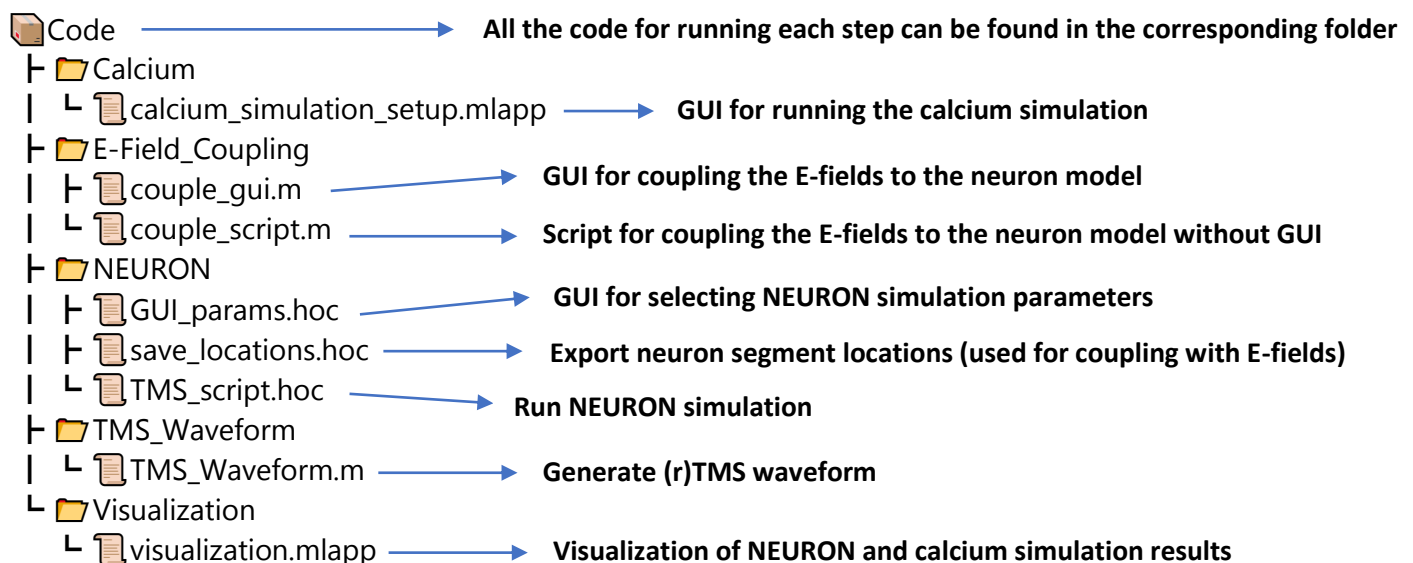 Code All the code for running each step can be found in the corresponding folder
Calcium
calcium_simulation_setup.mlapp GUI for running the calcium simulation
E-Field_Coupling
couple_gui.m GUI for coupling the E-fields to the neuron model
couple_script.m Script for coupling the E-fields to the neuron model without GUI
NEURON
GUI_params.hoc GUI for selecting NEURON simulation parameters
save_locations.hoc Export neuron segment locations (used for coupling with E-fields)
TMS_script.hoc Run NEURON simulation
TMS_Waveform
TMS_Waveform.m Generate (r)TMS waveform
Visualization
visualization.mlapp Visualization of NEURON and calcium simulation results